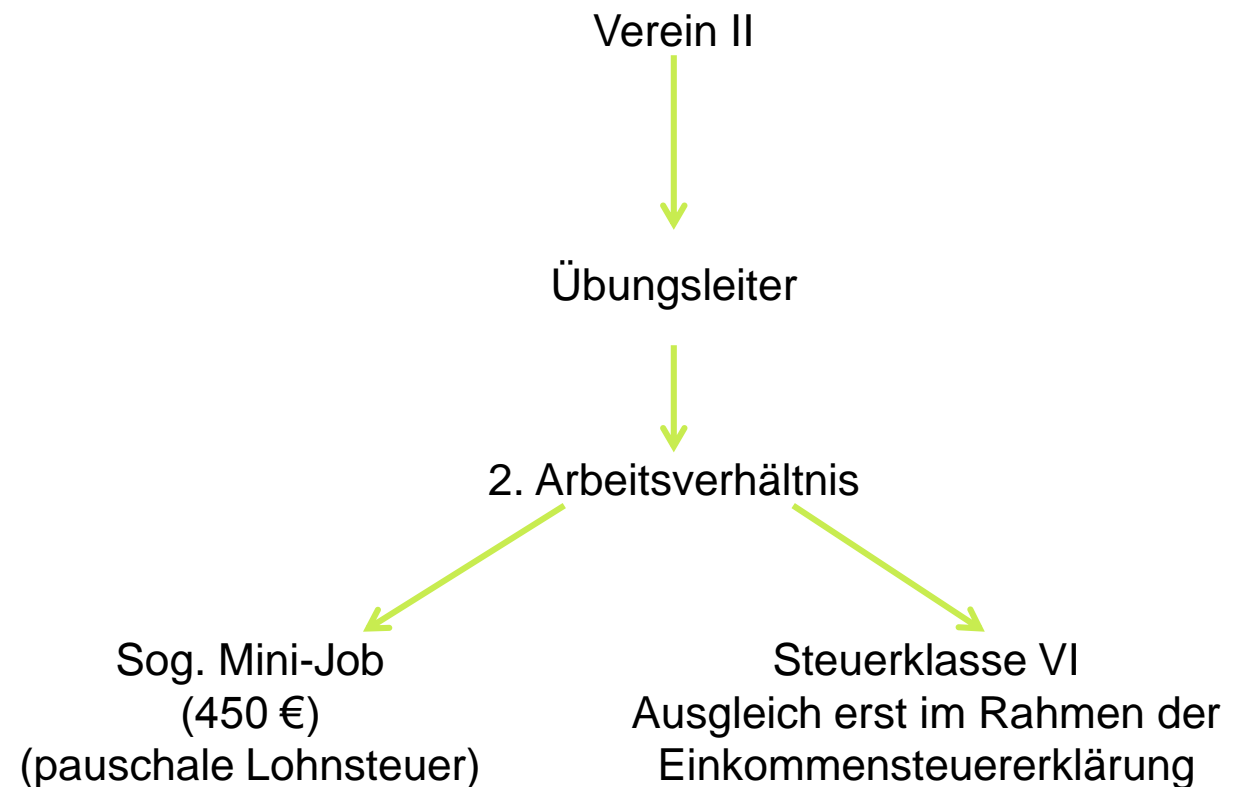 Verein II
Übungsleiter
2. Arbeitsverhältnis
Sog. Mini-Job
(450 €)
(pauschale Lohnsteuer)
Steuerklasse VI
Ausgleich erst im Rahmen der
Einkommensteuererklärung